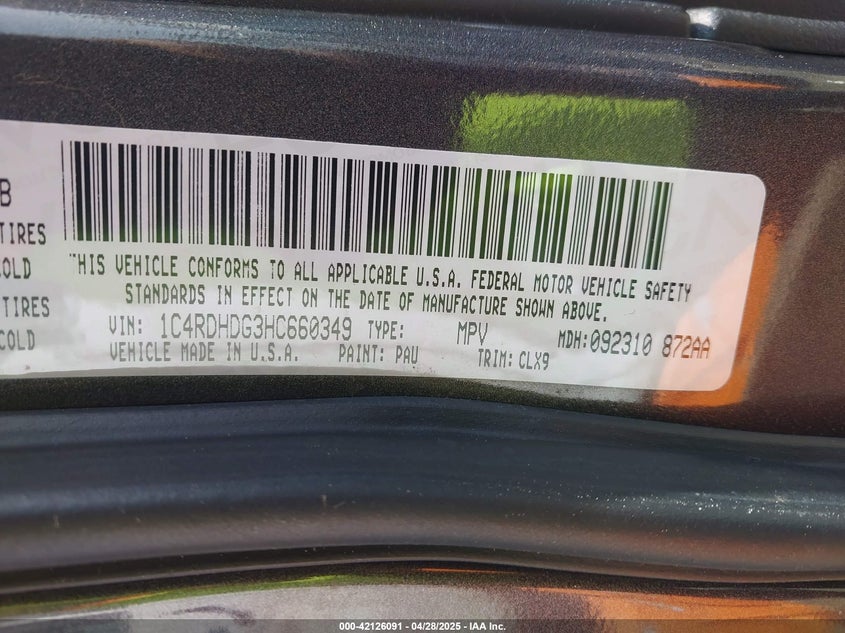 B
TIRES
COLD
TIRES
COLD
THIS VEHICLE CONFORMS TO ALL APPLICABLE U.S.A. FEDERAL MOTOR VEHICLE SAFETY
STANDARDS IN EFFECT ON THE DATE OF MANUFACTURE SHOWN ABOVE.
VIN: 1C4RDHDG3HC660349 TYPE: MPV MDH:092310 872AA
VEHICLE MADE IN U.S.A. PAINT: PAU TRIM: CLX9
000-42126091 - 04/28/2025 - IAA Inc.